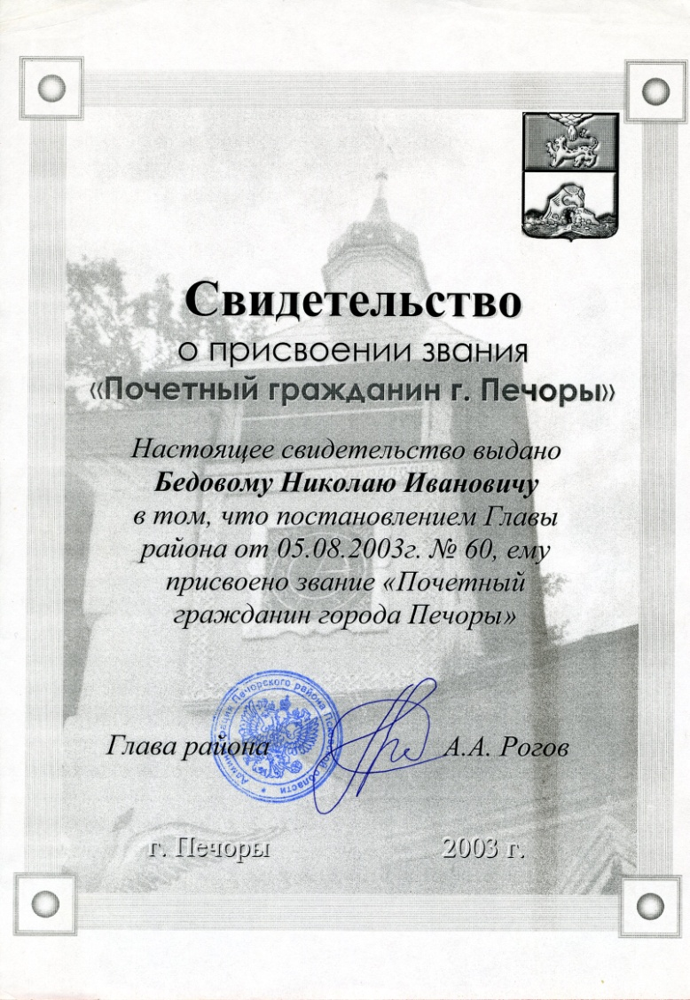 Свидетельство
о присвоении звания
«Почетный гражданин г. Печоры»
Настоящее свидетельство выдано
Бедовому Николаю Ивановичу
в том, что постановлением Главы
района от 05.08.2003г. № 60, ему
присвоено звание «Почетный
гражданин города Печоры»
Администрация Печорского района Псковской области *
Глава района
А.А. Рогов
г. Печоры
2003 г.